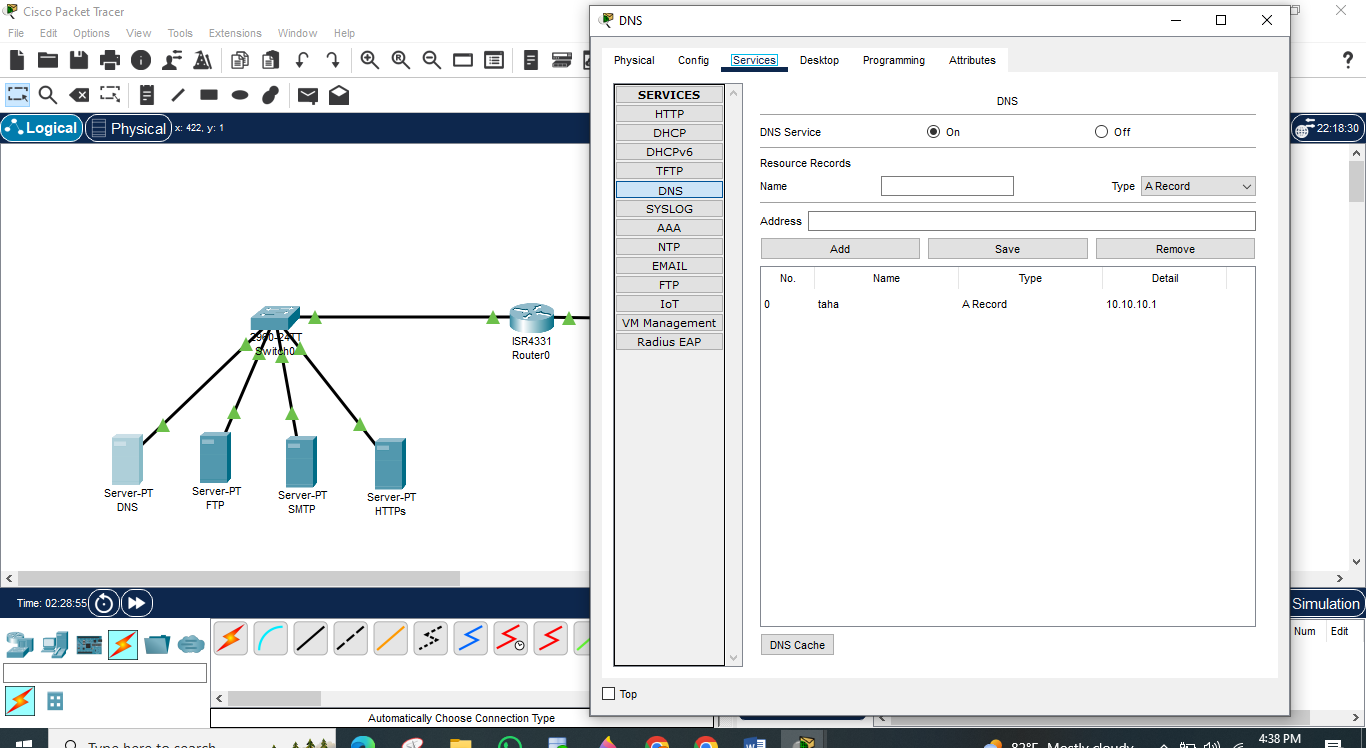 Cisco Packet Tracer
File Edit Options View Tools Extensions Window Help
Logical
Physical
x: 422, y: 1
22:18:30
2960-24TT
Switch0
ISR4331
Router0
Server-PT
DNS
Server-PT
FTP
Server-PT
SMTP
Server-PT
HTTPs
Time: 02:28:55
Simulation
Num Edit
Automatically Choose Connection Type
DNS
Physical Config Services Desktop Programming Attributes
SERVICES
HTTP
DHCP
DHCPv6
TFTP
DNS
SYSLOG
AAA
NTP
EMAIL
FTP
IoT
VM Management
Radius EAP
DNS
DNS Service On Off
Resource Records
Name Type A Record
Address
Add Save Remove
No. Name Type Detail
0 taha A Record 10.10.10.1
DNS Cache
Top
Type here to search
82°F Mostly cloudy
4:38 PM